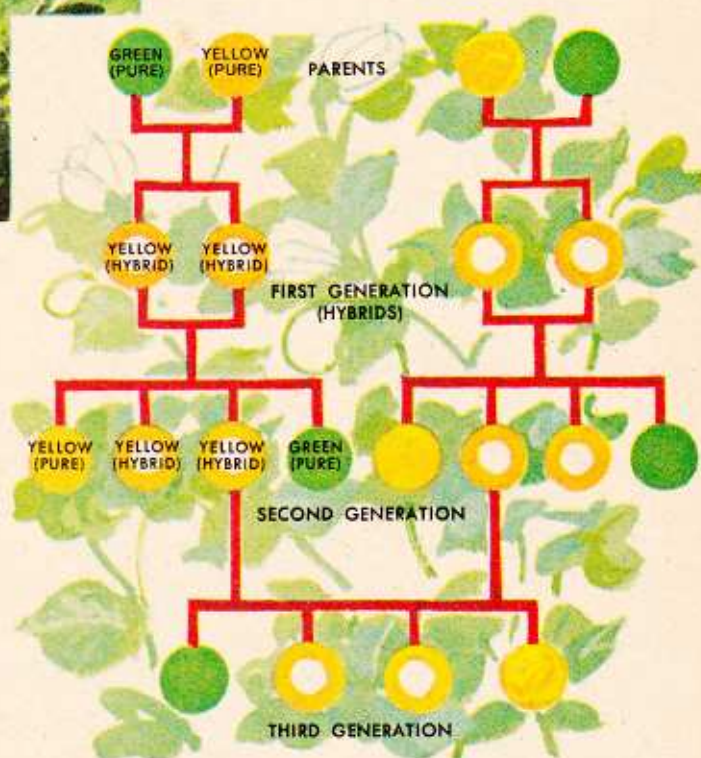 GREEN
(PURE)
YELLOW
(PURE)
PARENTS
YELLOW
(HYBRID)
YELLOW
(HYBRID)
FIRST GENERATION
(HYBRIDS)
YELLOW
(PURE)
YELLOW
(HYBRID)
YELLOW
(HYBRID)
GREEN
(PURE)
SECOND GENERATION
THIRD GENERATION